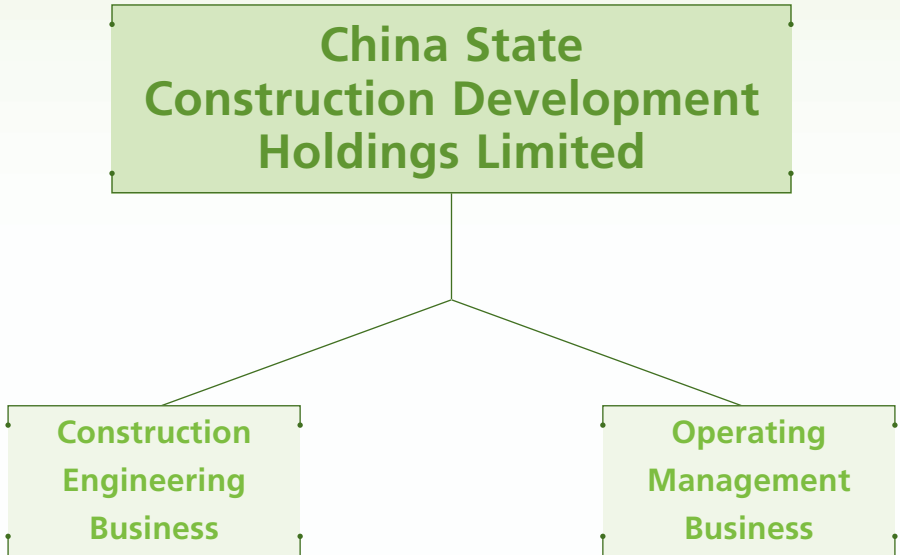 China State
Construction Development
Holdings Limited
Construction
Engineering
Business
Operating
Management
Business